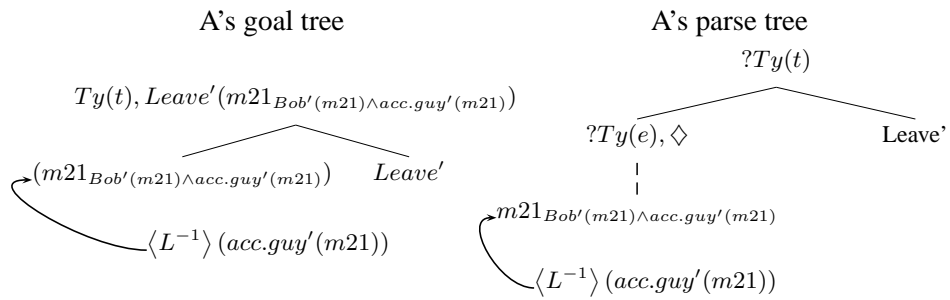 A's goal tree
A's parse tree
?Ty(t)
Ty(t), Leave′(m21_{Bob′(m21)∧acc.guy′(m21)})
?Ty(e), ♢
Leave'
(m21_{Bob′(m21)∧acc.guy′(m21)})
Leave′
m21_{Bob′(m21)∧acc.guy′(m21)}
⟨L⁻¹⟩ (acc.guy′(m21))
⟨L⁻¹⟩ (acc.guy′(m21))